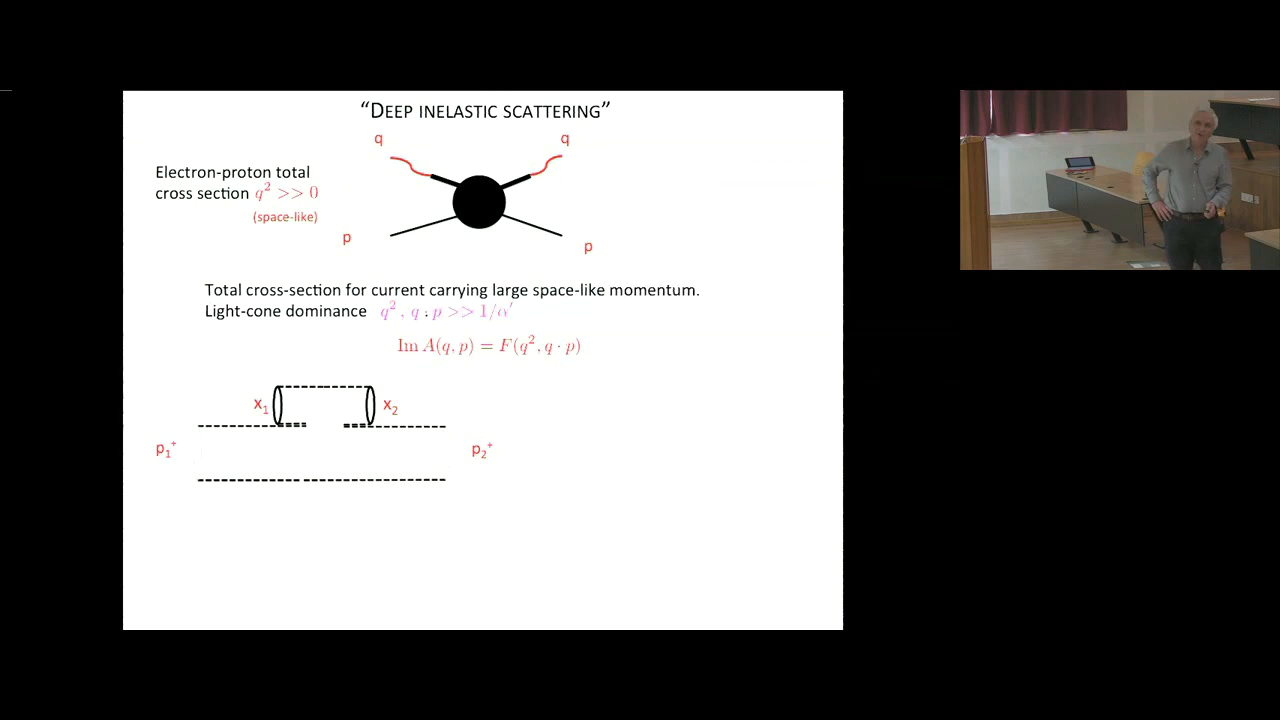 “DEEP INELASTIC SCATTERING”
q q
Electron-proton total
cross section q² >> 0
(space-like)
p p
Total cross-section for current carrying large space-like momentum.
Light-cone dominance q² , q . p >> 1/α′
Im A(q, p) = F(q², q · p)
x₁ x₂
p₁⁺ p₂⁺